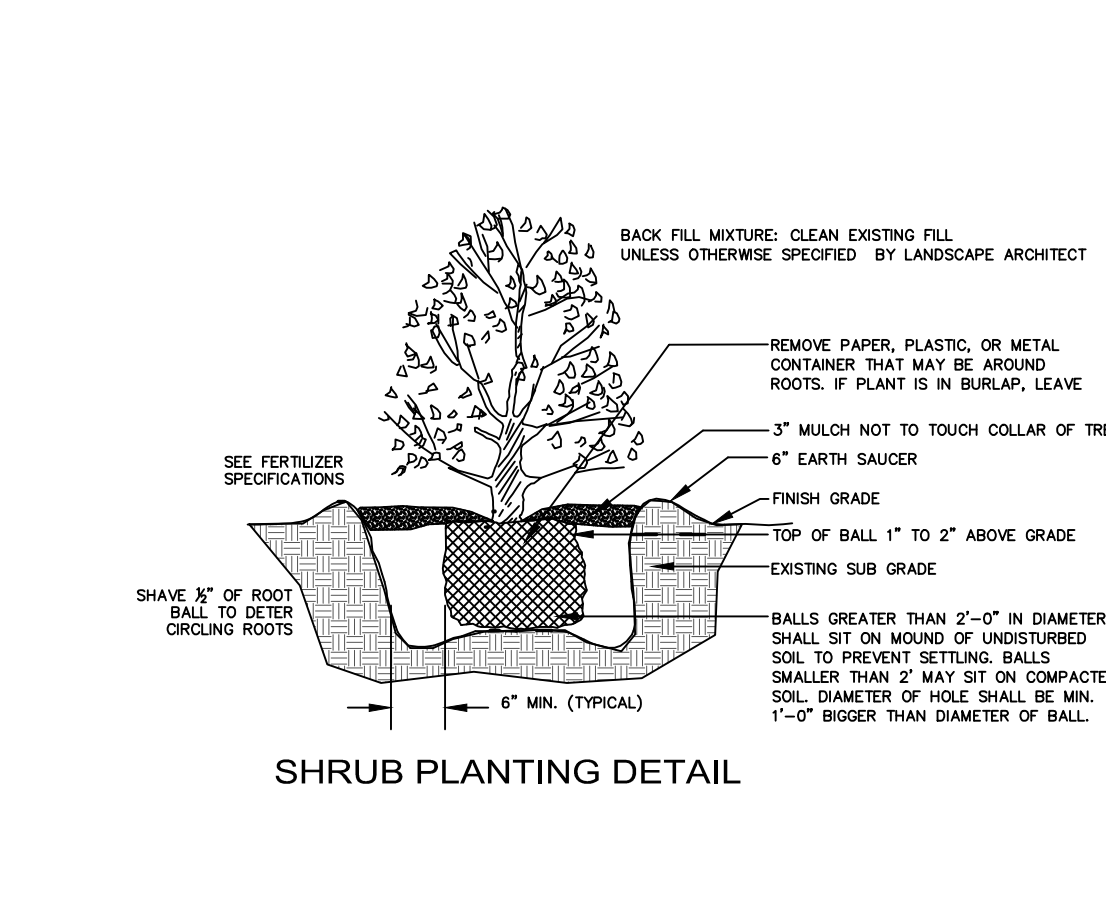 BACK FILL MIXTURE: CLEAN EXISTING FILL
UNLESS OTHERWISE SPECIFIED BY LANDSCAPE ARCHITECT
REMOVE PAPER, PLASTIC, OR METAL
CONTAINER THAT MAY BE AROUND
ROOTS. IF PLANT IS IN BURLAP, LEAVE
3" MULCH NOT TO TOUCH COLLAR OF TRE
6" EARTH SAUCER
SEE FERTILIZER
SPECIFICATIONS
FINISH GRADE
TOP OF BALL 1" TO 2" ABOVE GRADE
EXISTING SUB GRADE
SHAVE ½" OF ROOT
BALL TO DETER
CIRCLING ROOTS
BALLS GREATER THAN 2'-0" IN DIAMETER
SHALL SIT ON MOUND OF UNDISTURBED
SOIL TO PREVENT SETTLING. BALLS
SMALLER THAN 2' MAY SIT ON COMPACTE
SOIL. DIAMETER OF HOLE SHALL BE MIN.
1'-0" BIGGER THAN DIAMETER OF BALL.
6" MIN. (TYPICAL)
SHRUB PLANTING DETAIL